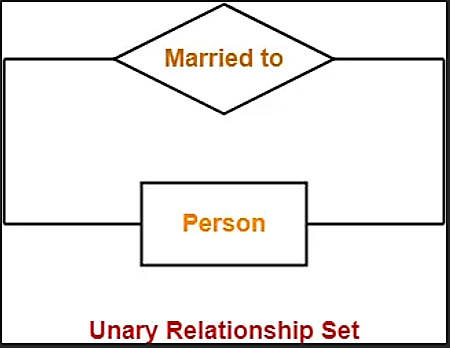 Married to
Person
Unary Relationship Set